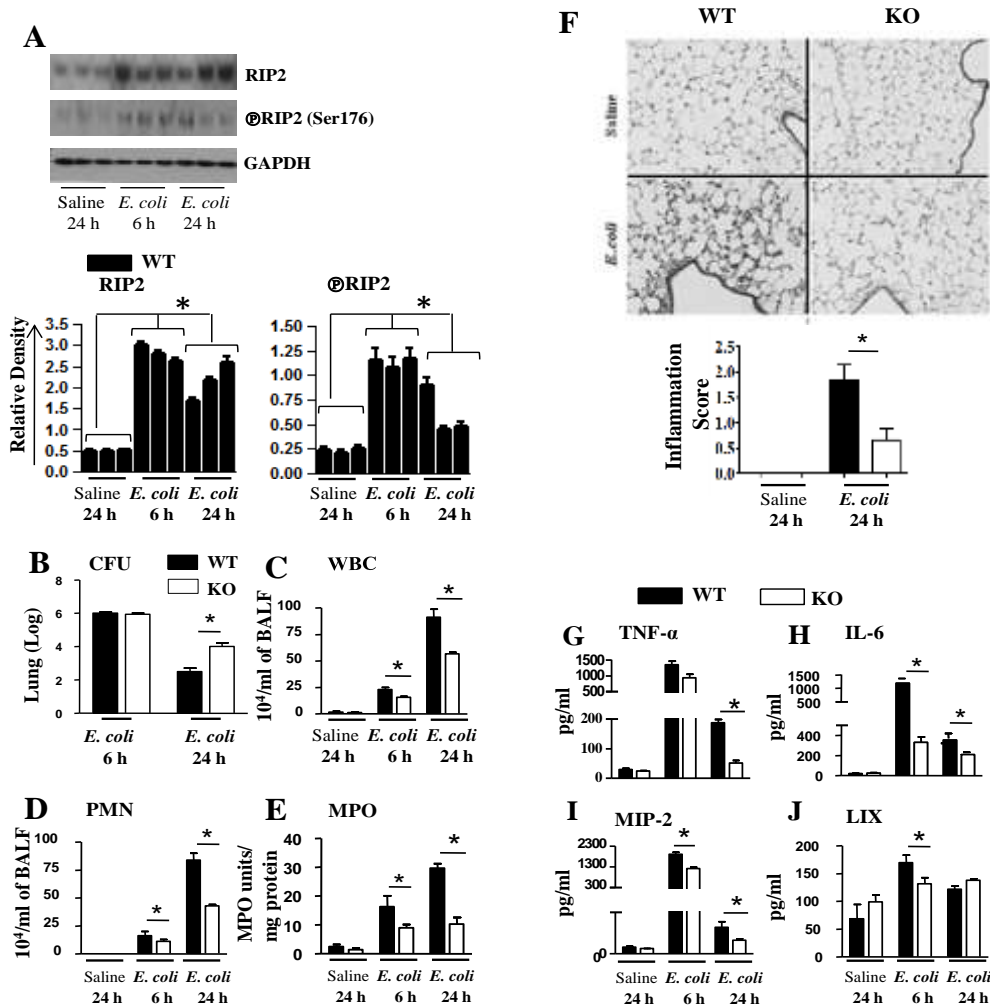 A
RIP2
ⓅRIP2 (Ser176)
GAPDH
Saline E. coli E. coli
24 h 6 h 24 h
WT
RIP2 ⓅRIP2
* *
Relative Density
3.5
3.0
2.5
2.0
1.5
1.0
0.5
0.0
1.50
1.25
1.00
0.75
0.50
0.25
0.00
Saline E. coli E. coli
24 h 6 h 24 h
Saline E. coli E. coli
24 h 6 h 24 h
F
WT KO
Saline
E.coli
*
Inflammation
Score
2.5
2.0
1.5
1.0
0.5
0.0
Saline E. coli
24 h 24 h
B CFU
WT
KO
*
Lung (Log)
8
6
4
2
0
E. coli E. coli
6 h 24 h
C WBC
10⁴/ml of BALF
100
75
50
25
0
* *
Saline E. coli E. coli
24 h 6 h 24 h
D PMN
10⁴/ml of BALF
100
75
50
25
0
* *
Saline E. coli E. coli
24 h 6 h 24 h
E MPO
MPO units/
mg protein
40
30
20
10
0
* *
Saline E. coli E. coli
24 h 6 h 24 h
WT KO
G TNF-α
pg/ml
1500
1000
500
200
100
0
*
H IL-6
pg/ml
1500
1000
500
400
200
0
* *
I MIP-2
pg/ml
2300
1300
300
0
* *
Saline E. coli E. coli
24 h 6 h 24 h
J LIX
pg/ml
200
150
100
50
0
*
Saline E. coli E. coli
24 h 6 h 24 h